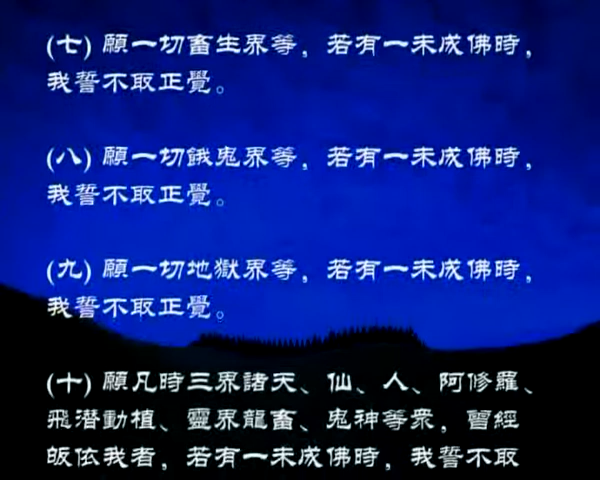 (七) 願一切畜生界等，若有一未成佛時，
我誓不取正覺。
(八) 願一切餓鬼界等，若有一未成佛時，
我誓不取正覺。
(九) 願一切地獄界等，若有一未成佛時，
我誓不取正覺。
(十) 願凡時三界諸天、仙、人、阿修羅、
飛潛動植、靈界龍畜、鬼神等衆，曾經
皈依我者，若有一未成佛時，我誓不取